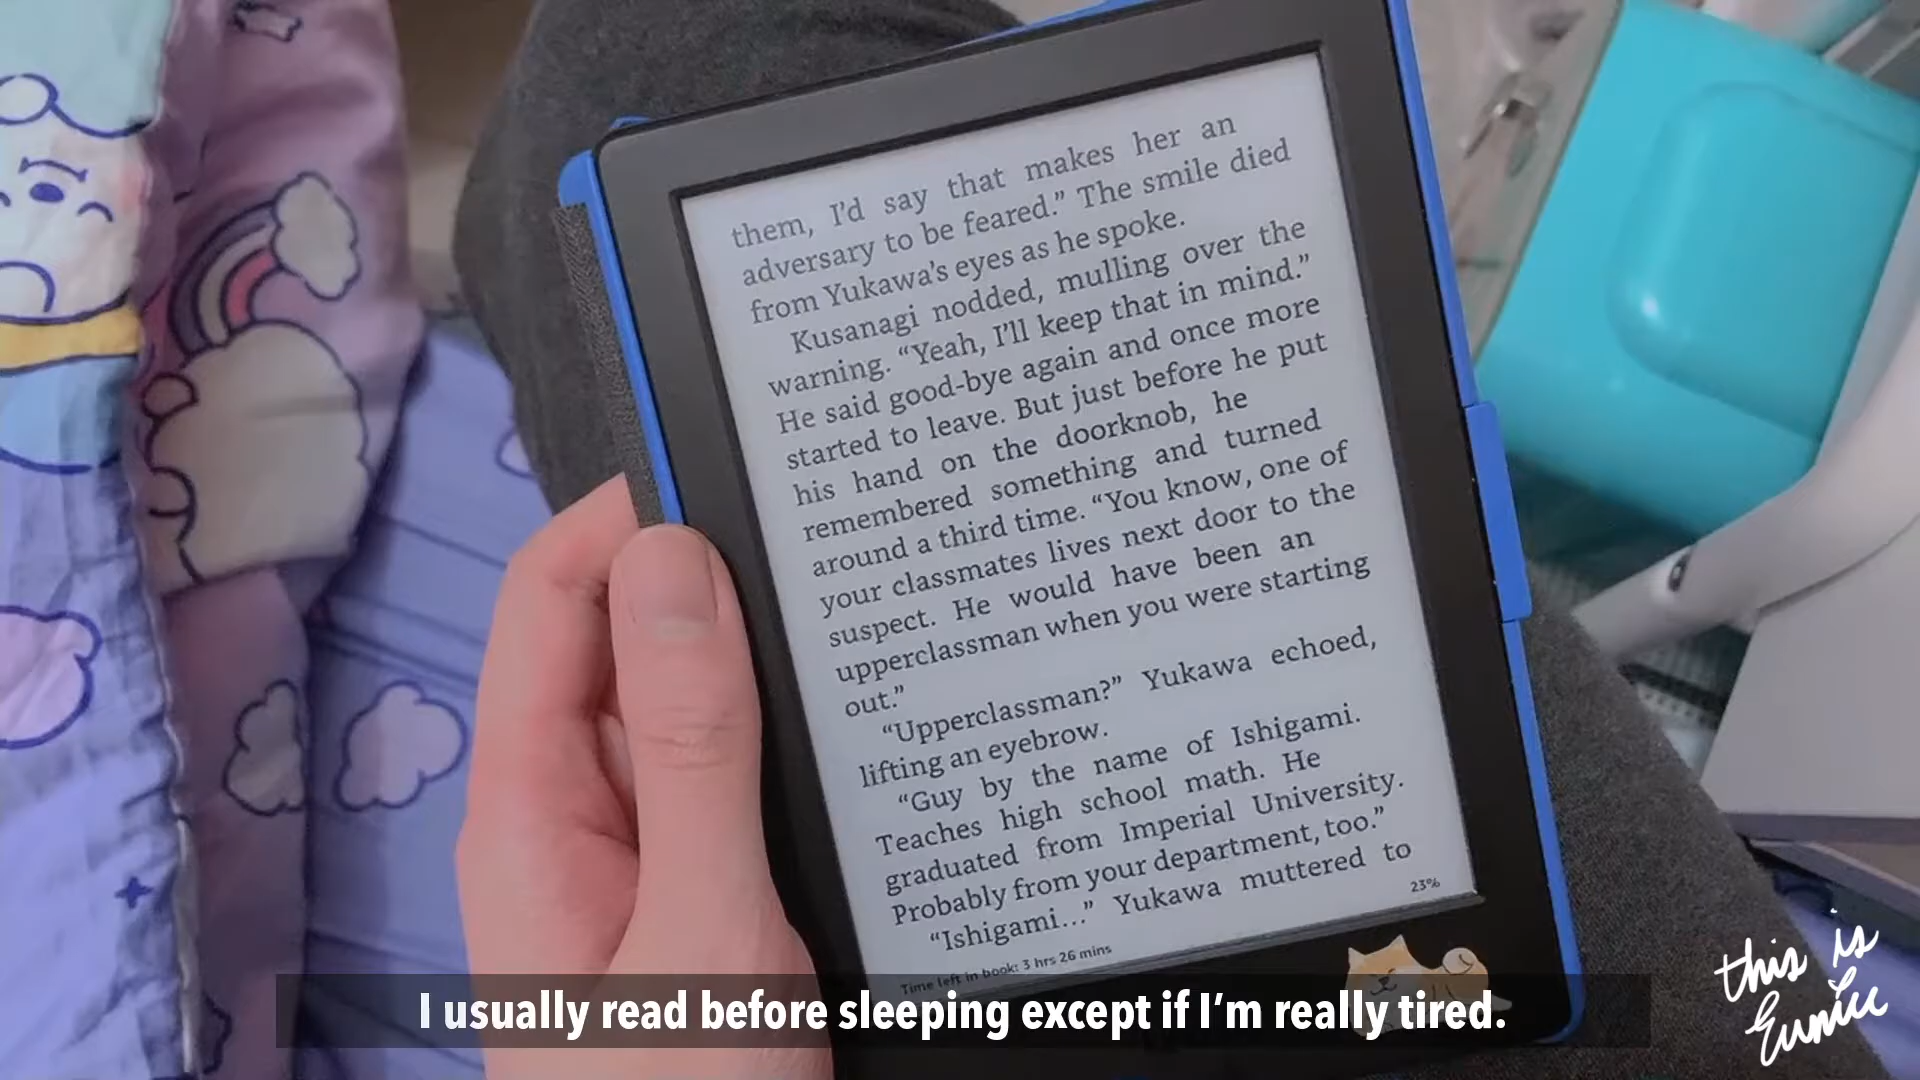 them, I'd say that makes her an
adversary to be feared.” The smile died
from Yukawa's eyes as he spoke.
Kusanagi nodded, mulling over the
warning. “Yeah, I'll keep that in mind.”
He said good-bye again and once more
started to leave. But just before he put
his hand on the doorknob, he
remembered something and turned
around a third time. “You know, one of
your classmates lives next door to the
suspect. He would have been an
upperclassman when you were starting
out.”
“Upperclassman?” Yukawa echoed,
lifting an eyebrow.
“Guy by the name of Ishigami.
Teaches high school math. He
graduated from Imperial University.
Probably from your department, too.”
“Ishigami...” Yukawa muttered to
Time left in book: 3 hrs 26 mins
23%
I usually read before sleeping except if I'm really tired.
this is
Eunice